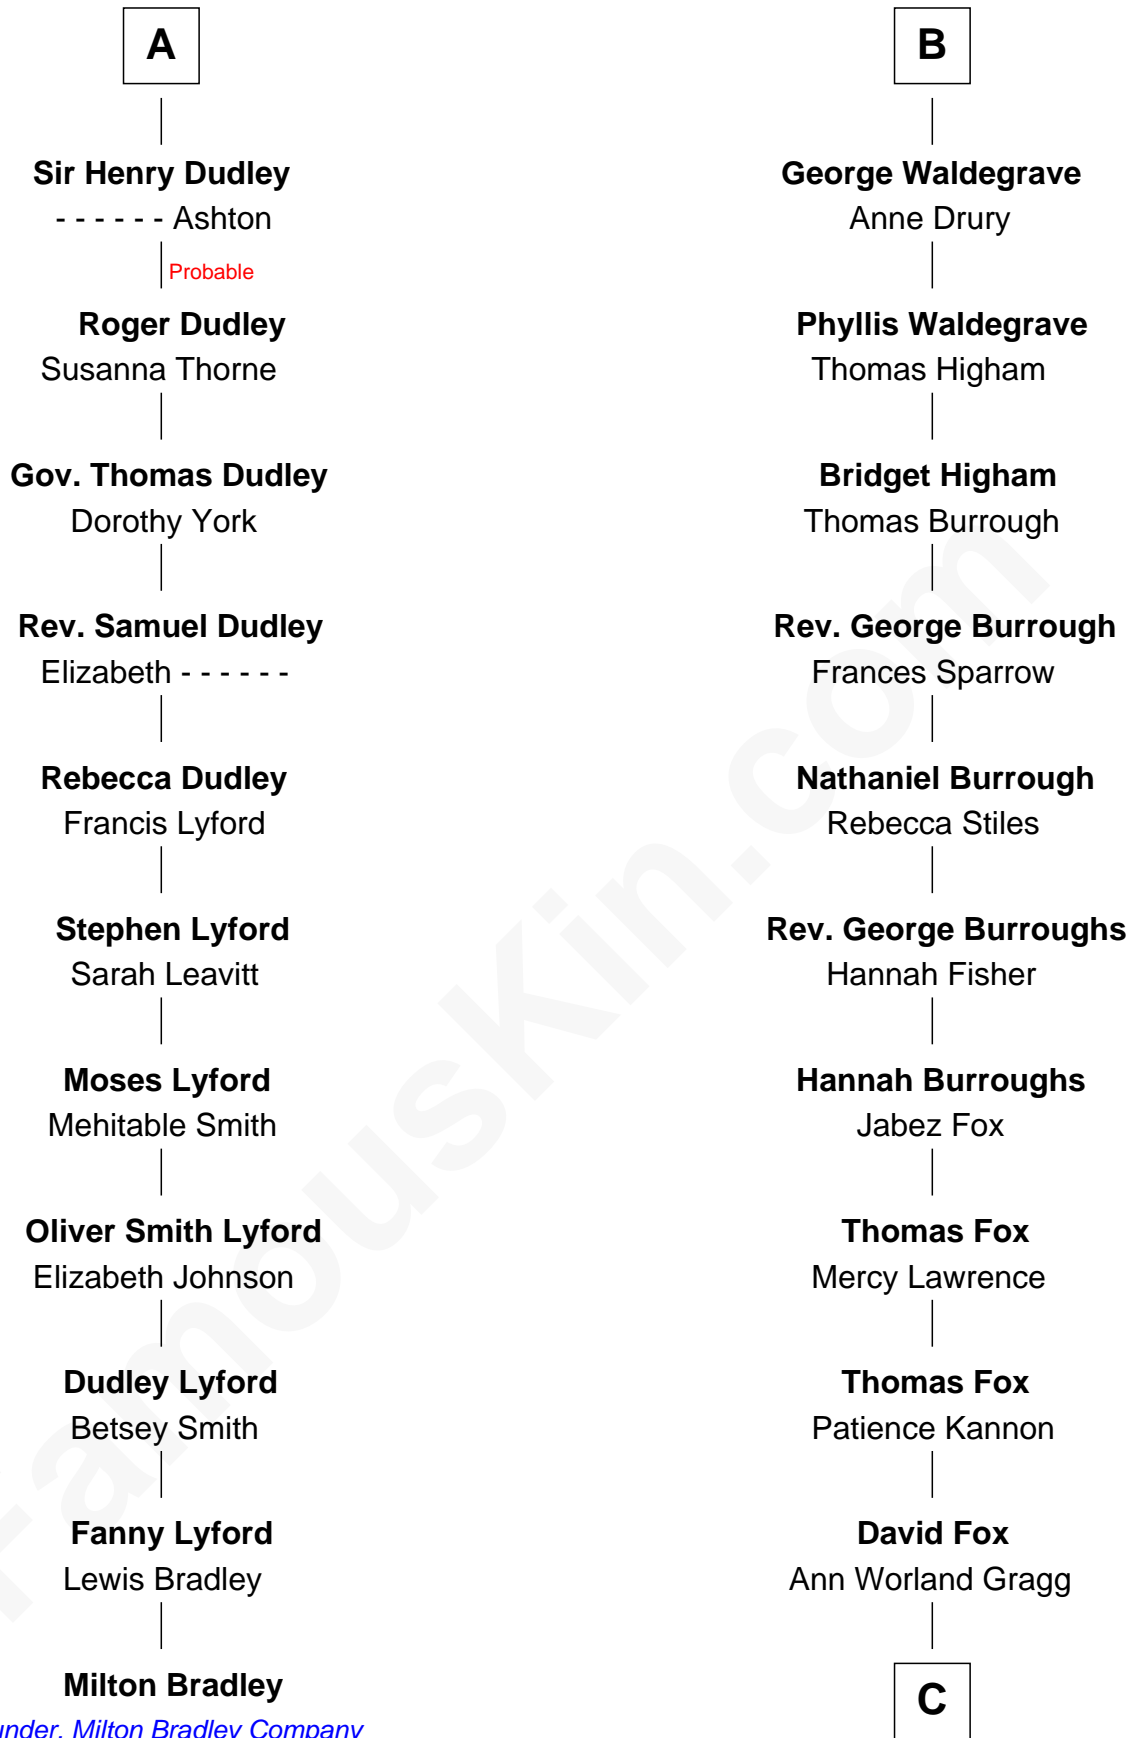 A
Sir Henry Dudley
- - - - - - Ashton
Probable
Roger Dudley
Susanna Thorne
Gov. Thomas Dudley
Dorothy York
Rev. Samuel Dudley
Elizabeth - - - - - -
Rebecca Dudley
Francis Lyford
Stephen Lyford
Sarah Leavitt
Moses Lyford
Mehitable Smith
Oliver Smith Lyford
Elizabeth Johnson
Dudley Lyford
Betsey Smith
Fanny Lyford
Lewis Bradley
Milton Bradley
under, Milton Bradley Company
B
George Waldegrave
Anne Drury
Phyllis Waldegrave
Thomas Higham
Bridget Higham
Thomas Burrough
Rev. George Burrough
Frances Sparrow
Nathaniel Burrough
Rebecca Stiles
Rev. George Burroughs
Hannah Fisher
Hannah Burroughs
Jabez Fox
Thomas Fox
Mercy Lawrence
Thomas Fox
Patience Kannon
David Fox
Ann Worland Gragg
C
FamousKin.com